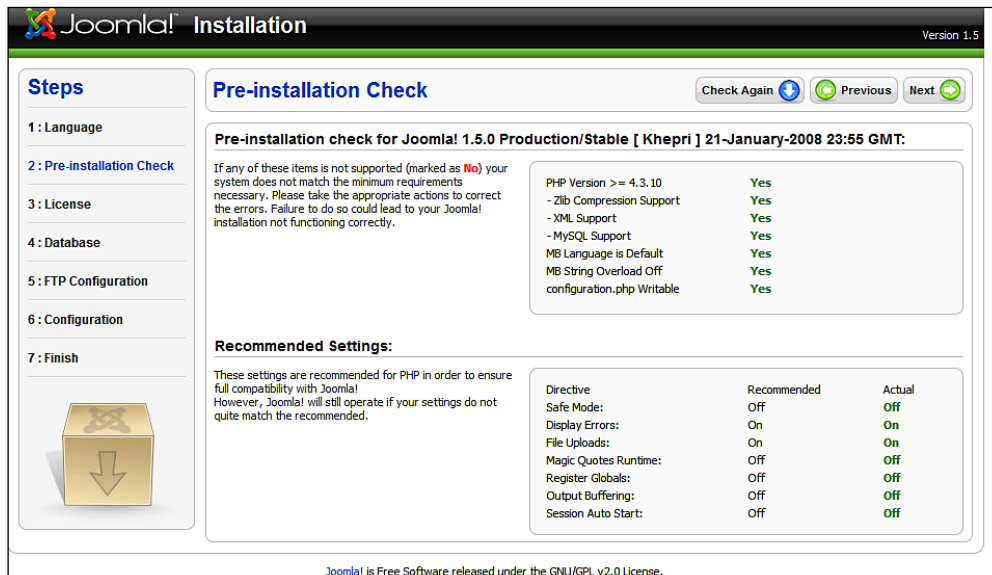 Joomla!™ Installation
Version 1.5
Steps
1 : Language
2 : Pre-installation Check
3 : License
4 : Database
5 : FTP Configuration
6 : Configuration
7 : Finish
Pre-installation Check
Check Again
Previous
Next
Pre-installation check for Joomla! 1.5.0 Production/Stable [ Khepri ] 21-January-2008 23:55 GMT:
If any of these items is not supported (marked as No) your
system does not match the minimum requirements
necessary. Please take the appropriate actions to correct
the errors. Failure to do so could lead to your Joomla!
installation not functioning correctly.
PHP Version >= 4.3.10 Yes
- Zlib Compression Support Yes
- XML Support Yes
- MySQL Support Yes
MB Language is Default Yes
MB String Overload Off Yes
configuration.php Writable Yes
Recommended Settings:
These settings are recommended for PHP in order to ensure
full compatibility with Joomla!
However, Joomla! will still operate if your settings do not
quite match the recommended.
Directive Recommended Actual
Safe Mode: Off Off
Display Errors: On On
File Uploads: On On
Magic Quotes Runtime: Off Off
Register Globals: Off Off
Output Buffering: Off Off
Session Auto Start: Off Off
Joomla! is Free Software released under the GNU/GPL v2.0 License.